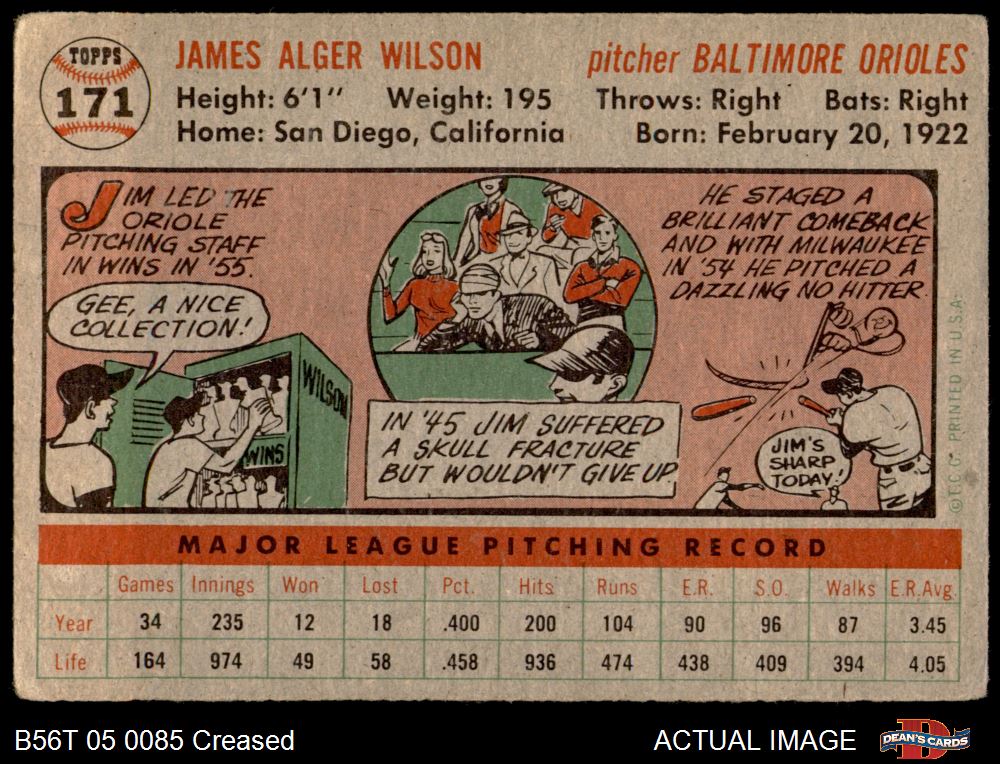 TOPPS
171
JAMES ALGER WILSON
pitcher BALTIMORE ORIOLES
Height: 6'1" Weight: 195 Throws: Right Bats: Right
Home: San Diego, California Born: February 20, 1922
JIM LED THE
ORIOLE
PITCHING STAFF
IN WINS IN '55.
GEE, A NICE
COLLECTION!
WILSON
WINS
IN '45 JIM SUFFERED
A SKULL FRACTURE
BUT WOULDN'T GIVE UP.
HE STAGED A
BRILLIANT COMEBACK
AND WITH MILWAUKEE
IN '54 HE PITCHED A
DAZZLING NO HITTER.
JIM'S
SHARP
TODAY!
© T.C.G. PRINTED IN U.S.A.
MAJOR LEAGUE PITCHING RECORD
Games Innings Won Lost Pct. Hits Runs E.R. S.O. Walks E.R.Avg.
Year 34 235 12 18 .400 200 104 90 96 87 3.45
Life 164 974 49 58 .458 936 474 438 409 394 4.05
B56T 05 0085 Creased
ACTUAL IMAGE
D
DEAN'S CARDS